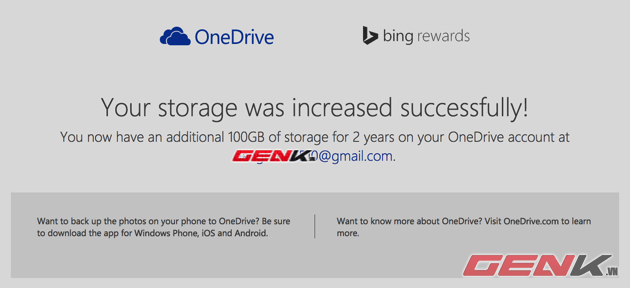 OneDrive
bing rewards
Your storage was increased successfully!
You now have an additional 100GB of storage for 2 years on your OneDrive account at
GENK 0@gmail.com.
Want to back up the photos on your phone to OneDrive? Be sure
to download the app for Windows Phone, iOS and Android.
Want to know more about OneDrive? Visit OneDrive.com to learn
more.
GENK.VN